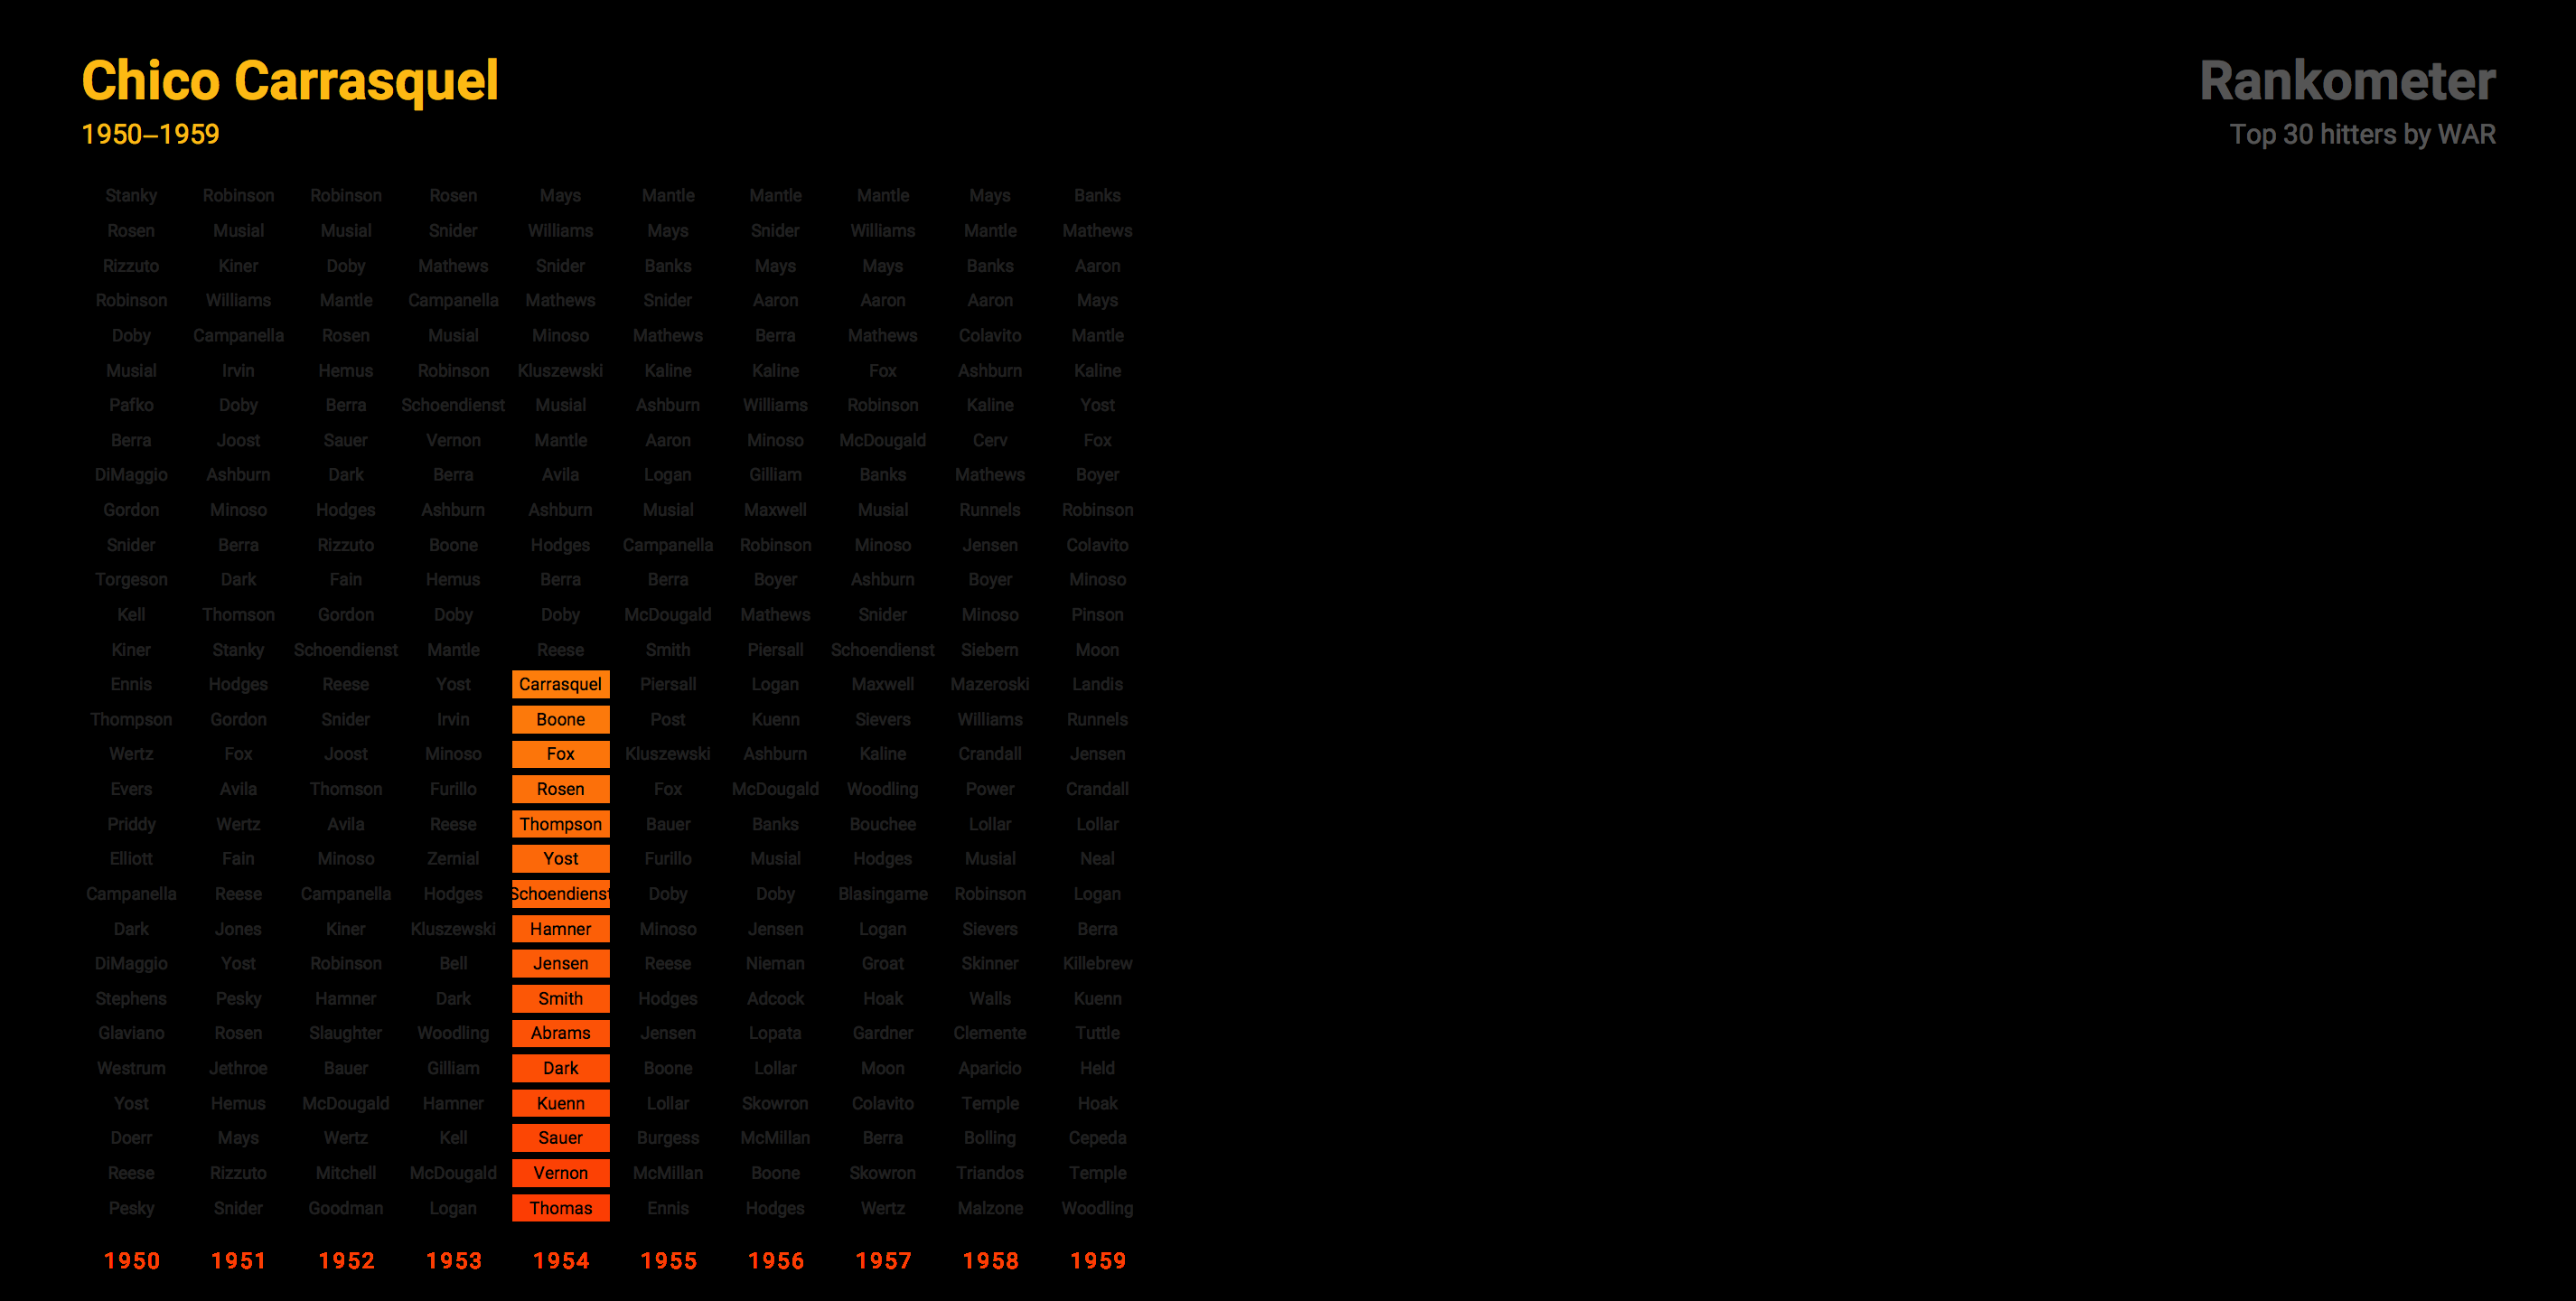 Chico Carrasquel
1950–1959
Rankometer
Top 30 hitters by WAR
Stanky Robinson Robinson Rosen Mays Mantle Mantle Mantle Mays Banks
Rosen Musial Musial Snider Williams Mays Snider Williams Mantle Mathews
Rizzuto Kiner Doby Mathews Snider Banks Mays Mays Banks Aaron
Robinson Williams Mantle Campanella Mathews Snider Aaron Aaron Aaron Mays
Doby Campanella Rosen Musial Minoso Mathews Berra Mathews Colavito Mantle
Musial Irvin Hemus Robinson Kluszewski Kaline Kaline Fox Ashburn Kaline
Pafko Doby Berra Schoendienst Musial Ashburn Williams Robinson Kaline Yost
Berra Joost Sauer Vernon Mantle Aaron Minoso McDougald Cerv Fox
DiMaggio Ashburn Dark Berra Avila Logan Gilliam Banks Mathews Boyer
Gordon Minoso Hodges Ashburn Ashburn Musial Maxwell Musial Runnels Robinson
Snider Berra Rizzuto Boone Hodges Campanella Robinson Minoso Jensen Colavito
Torgeson Dark Fain Hemus Berra Berra Boyer Ashburn Boyer Minoso
Kell Thomson Gordon Doby Doby McDougald Mathews Snider Minoso Pinson
Kiner Stanky Schoendienst Mantle Reese Smith Piersall Schoendienst Siebern Moon
Ennis Hodges Reese Yost Carrasquel Piersall Logan Maxwell Mazeroski Landis
Thompson Gordon Snider Irvin Boone Post Kuenn Sievers Williams Runnels
Wertz Fox Joost Minoso Fox Kluszewski Ashburn Kaline Crandall Jensen
Evers Avila Thomson Furillo Rosen Fox McDougald Woodling Power Crandall
Priddy Wertz Avila Reese Thompson Bauer Banks Bouchee Lollar Lollar
Elliott Fain Minoso Zernial Yost Furillo Musial Hodges Musial Neal
Campanella Reese Campanella Hodges Schoendienst Doby Doby Blasingame Robinson Logan
Dark Jones Kiner Kluszewski Hamner Minoso Jensen Logan Sievers Berra
DiMaggio Yost Robinson Bell Jensen Reese Nieman Groat Skinner Killebrew
Stephens Pesky Hamner Dark Smith Hodges Adcock Hoak Walls Kuenn
Glaviano Rosen Slaughter Woodling Abrams Jensen Lopata Gardner Clemente Tuttle
Westrum Jethroe Bauer Gilliam Dark Boone Lollar Moon Aparicio Held
Yost Hemus McDougald Hamner Kuenn Lollar Skowron Colavito Temple Hoak
Doerr Mays Wertz Kell Sauer Burgess McMillan Berra Bolling Cepeda
Reese Rizzuto Mitchell McDougald Vernon McMillan Boone Skowron Triandos Temple
Pesky Snider Goodman Logan Thomas Ennis Hodges Wertz Malzone Woodling
1950 1951 1952 1953 1954 1955 1956 1957 1958 1959